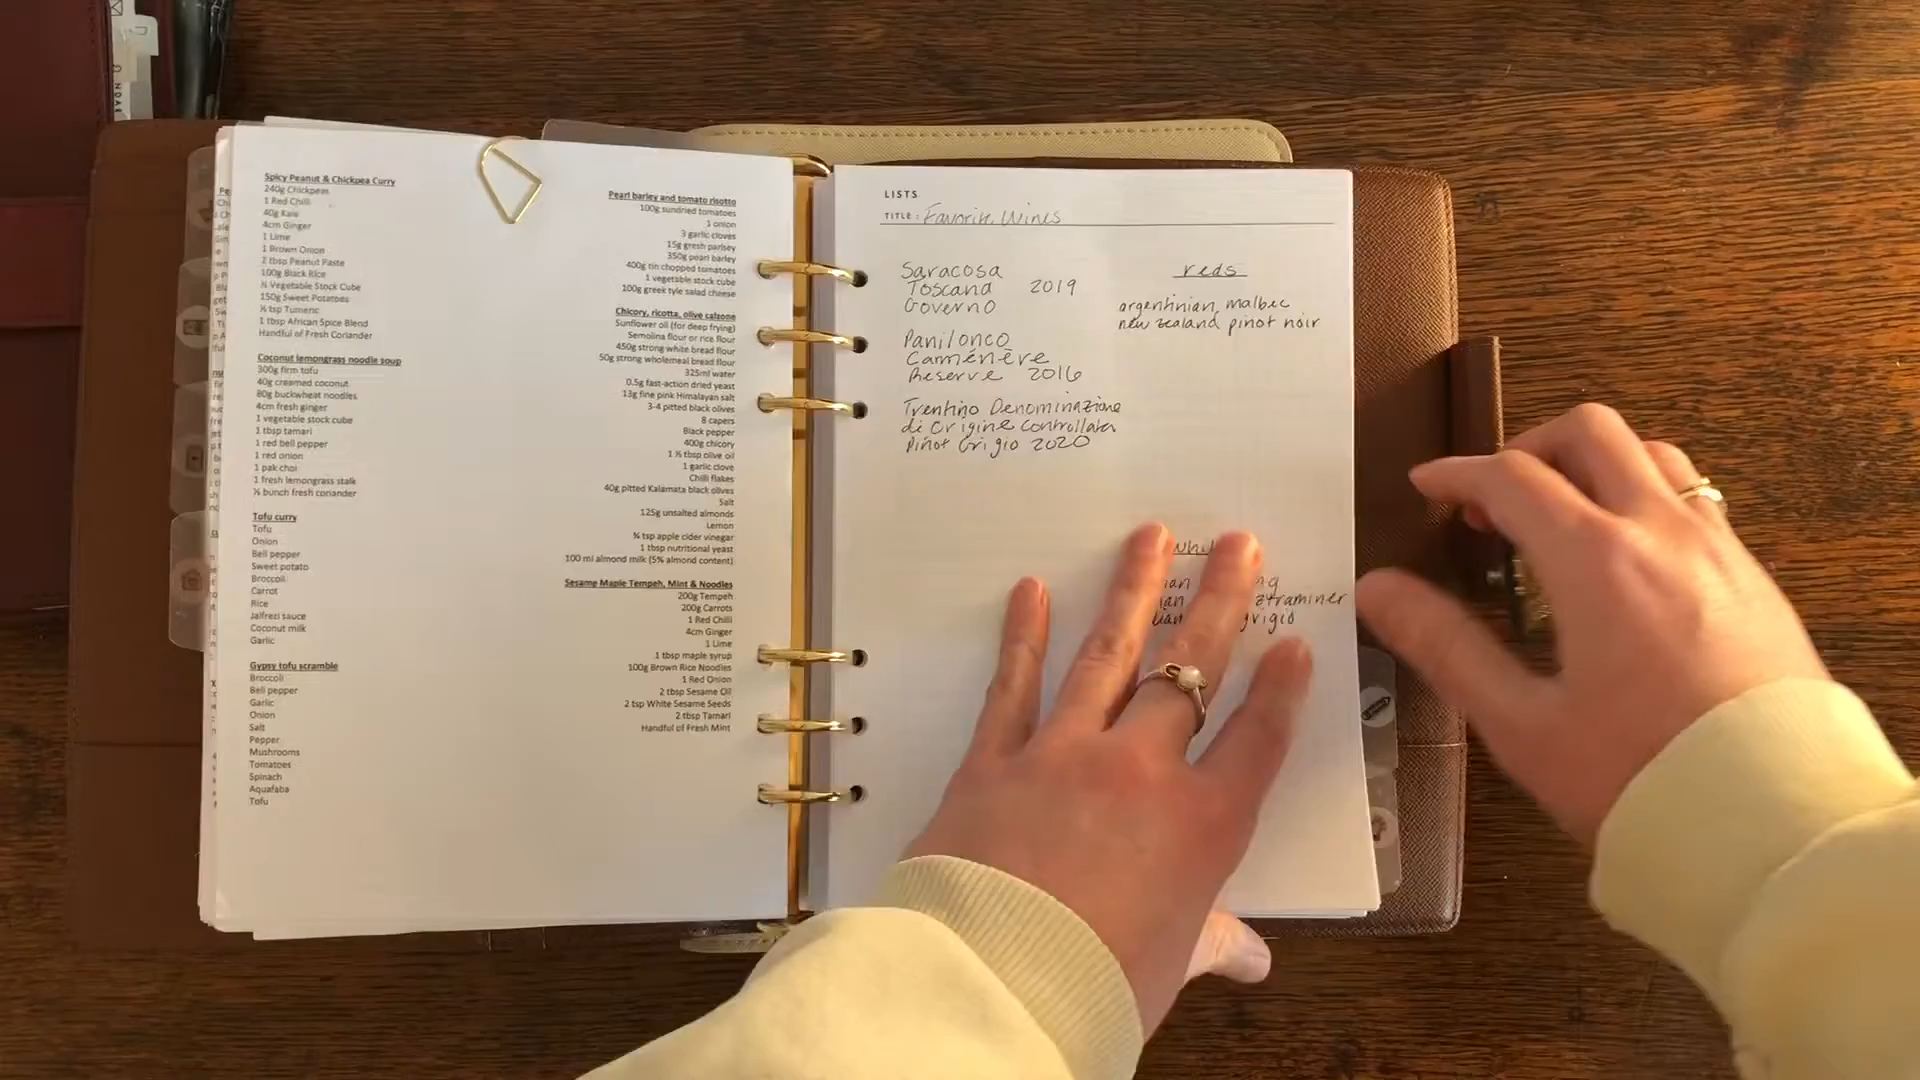 Spicy Peanut & Chickpea Curry
240g Chickpeas
1 Red Chilli
40g Kale
4cm Ginger
1 Lime
1 Brown Onion
2 tbsp Peanut Paste
100g Black Rice
½ Vegetable Stock Cube
150g Sweet Potatoes
½ tsp Tumeric
1 tbsp African Spice Blend
Handful of Fresh Coriander
Coconut lemongrass noodle soup
300g firm tofu
40g creamed coconut
80g buckwheat noodles
4cm fresh ginger
1 vegetable stock cube
1 tbsp tamari
1 red bell pepper
1 red onion
1 pak choi
1 fresh lemongrass stalk
½ bunch fresh coriander
Tofu curry
Tofu
Onion
Bell pepper
Sweet potato
Broccoli
Carrot
Rice
Jalfrezi sauce
Coconut milk
Garlic
Gypsy tofu scramble
Broccoli
Bell pepper
Garlic
Onion
Salt
Pepper
Mushrooms
Tomatoes
Spinach
Aquafaba
Tofu
Pearl barley and tomato risotto
100g sundried tomatoes
1 onion
3 garlic cloves
15g gresh parlsey
350g pearl barley
400g tin chopped tomatoes
1 vegetable stock cube
100g greek tyle salad cheese
Chicory, ricotta, olive calzone
Sunflower oil (for deep frying)
Semolina flour or rice flour
450g strong white bread flour
50g strong wholemeal bread flour
325ml water
0.5g fast-action dried yeast
13g fine pink Himalayan salt
3-4 pitted black olives
8 capers
Black pepper
400g chicory
1 ½ tbsp olive oil
1 garlic clove
Chilli flakes
40g pitted Kalamata black olives
Salt
125g unsalted almonds
Lemon
¾ tsp apple cider vinegar
1 tbsp nutritional yeast
100 ml almond milk (5% almond content)
Sesame Maple Tempeh, Mint & Noodles
200g Tempeh
200g Carrots
1 Red Chilli
4cm Ginger
1 Lime
1 tbsp maple syrup
100g Brown Rice Noodles
1 Red Onion
2 tbsp Sesame Oil
2 tsp White Sesame Seeds
2 tbsp Tamari
Handful of Fresh Mint
LISTS
TITLE: Favorite Wines
Saracosa
Toscana 2019
Governo
Panilonco
Caménère
Reserve 2016
Trentino Denominazione
di Origine Controllata
Pinot Grigio 2020
reds
argentinian malbec
new zealand pinot noir
grigio